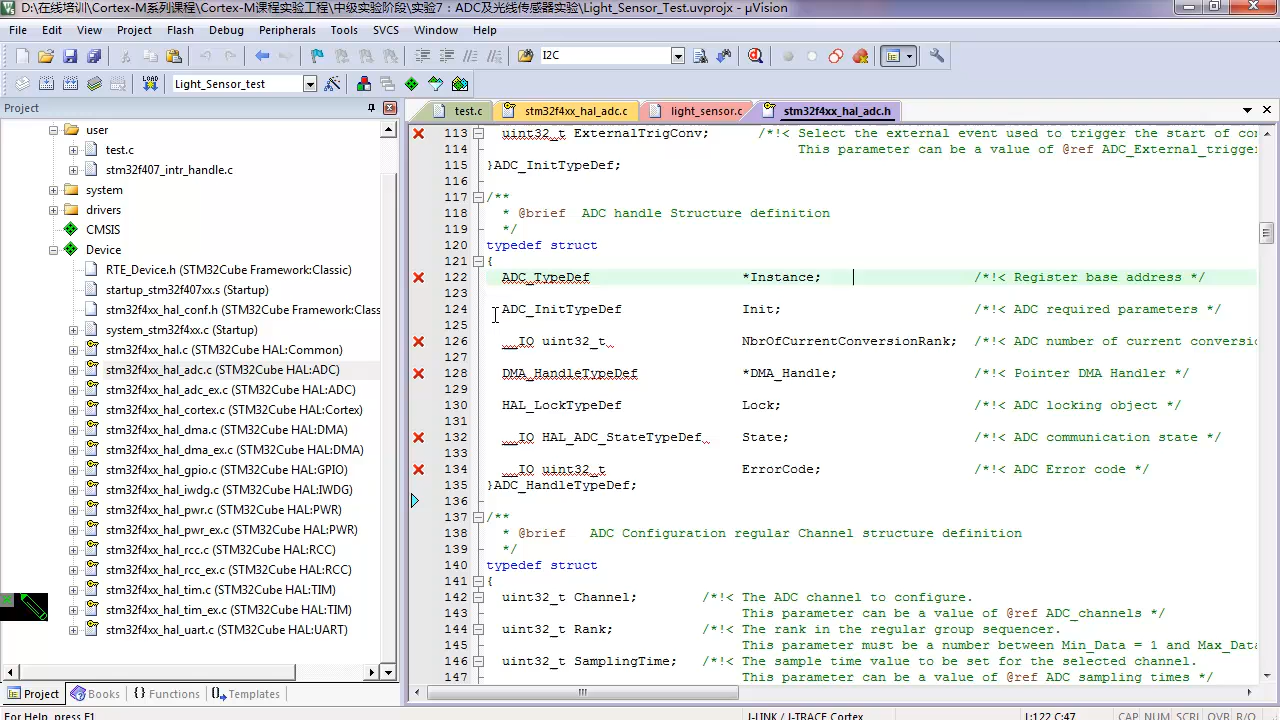 D:\在线培训\Cortex-M系列课程\Cortex-M课程实验工程\中级实验阶段\实验7：ADC及光线传感器实验\Light_Sensor_Test.uvprojx - µVision
File Edit View Project Flash Debug Peripherals Tools SVCS Window Help
I2C
LOAD Light_Sensor_test
Project
test.c stm32f4xx_hal_adc.c light_sensor.c stm32f4xx_hal_adc.h
user
test.c
stm32f407_intr_handle.c
system
drivers
CMSIS
Device
RTE_Device.h (STM32Cube Framework:Classic)
startup_stm32f407xx.s (Startup)
stm32f4xx_hal_conf.h (STM32Cube Framework:Class
system_stm32f4xx.c (Startup)
stm32f4xx_hal.c (STM32Cube HAL:Common)
stm32f4xx_hal_adc.c (STM32Cube HAL:ADC)
stm32f4xx_hal_adc_ex.c (STM32Cube HAL:ADC)
stm32f4xx_hal_cortex.c (STM32Cube HAL:Cortex)
stm32f4xx_hal_dma.c (STM32Cube HAL:DMA)
stm32f4xx_hal_dma_ex.c (STM32Cube HAL:DMA)
stm32f4xx_hal_gpio.c (STM32Cube HAL:GPIO)
stm32f4xx_hal_iwdg.c (STM32Cube HAL:IWDG)
stm32f4xx_hal_pwr.c (STM32Cube HAL:PWR)
stm32f4xx_hal_pwr_ex.c (STM32Cube HAL:PWR)
stm32f4xx_hal_rcc.c (STM32Cube HAL:RCC)
stm32f4xx_hal_rcc_ex.c (STM32Cube HAL:RCC)
stm32f4xx_hal_tim.c (STM32Cube HAL:TIM)
stm32f4xx_hal_tim_ex.c (STM32Cube HAL:TIM)
stm32f4xx_hal_uart.c (STM32Cube HAL:UART)
Project Books {} Functions Templates
113 uint32_t ExternalTrigConv; /*!< Select the external event used to trigger the start of co
114 This parameter can be a value of @ref ADC_External_trigger
115 }ADC_InitTypeDef;
116
117 /**
118 * @brief ADC handle Structure definition
119 */
120 typedef struct
121 {
122 ADC_TypeDef *Instance; /*!< Register base address */
123
124 ADC_InitTypeDef Init; /*!< ADC required parameters */
125
126 __IO uint32_t NbrOfCurrentConversionRank; /*!< ADC number of current conversio
127
128 DMA_HandleTypeDef *DMA_Handle; /*!< Pointer DMA Handler */
129
130 HAL_LockTypeDef Lock; /*!< ADC locking object */
131
132 __IO HAL_ADC_StateTypeDef State; /*!< ADC communication state */
133
134 __IO uint32_t ErrorCode; /*!< ADC Error code */
135 }ADC_HandleTypeDef;
136
137 /**
138 * @brief ADC Configuration regular Channel structure definition
139 */
140 typedef struct
141 {
142 uint32_t Channel; /*!< The ADC channel to configure.
143 This parameter can be a value of @ref ADC_channels */
144 uint32_t Rank; /*!< The rank in the regular group sequencer.
145 This parameter must be a number between Min_Data = 1 and Max_Data
146 uint32_t SamplingTime; /*!< The sample time value to be set for the selected channel.
147 This parameter can be a value of @ref ADC_sampling_times */
For Help, press F1 J-LINK / J-TRACE Cortex L:122 C:47 CAP NUM SCRL OVR R/O